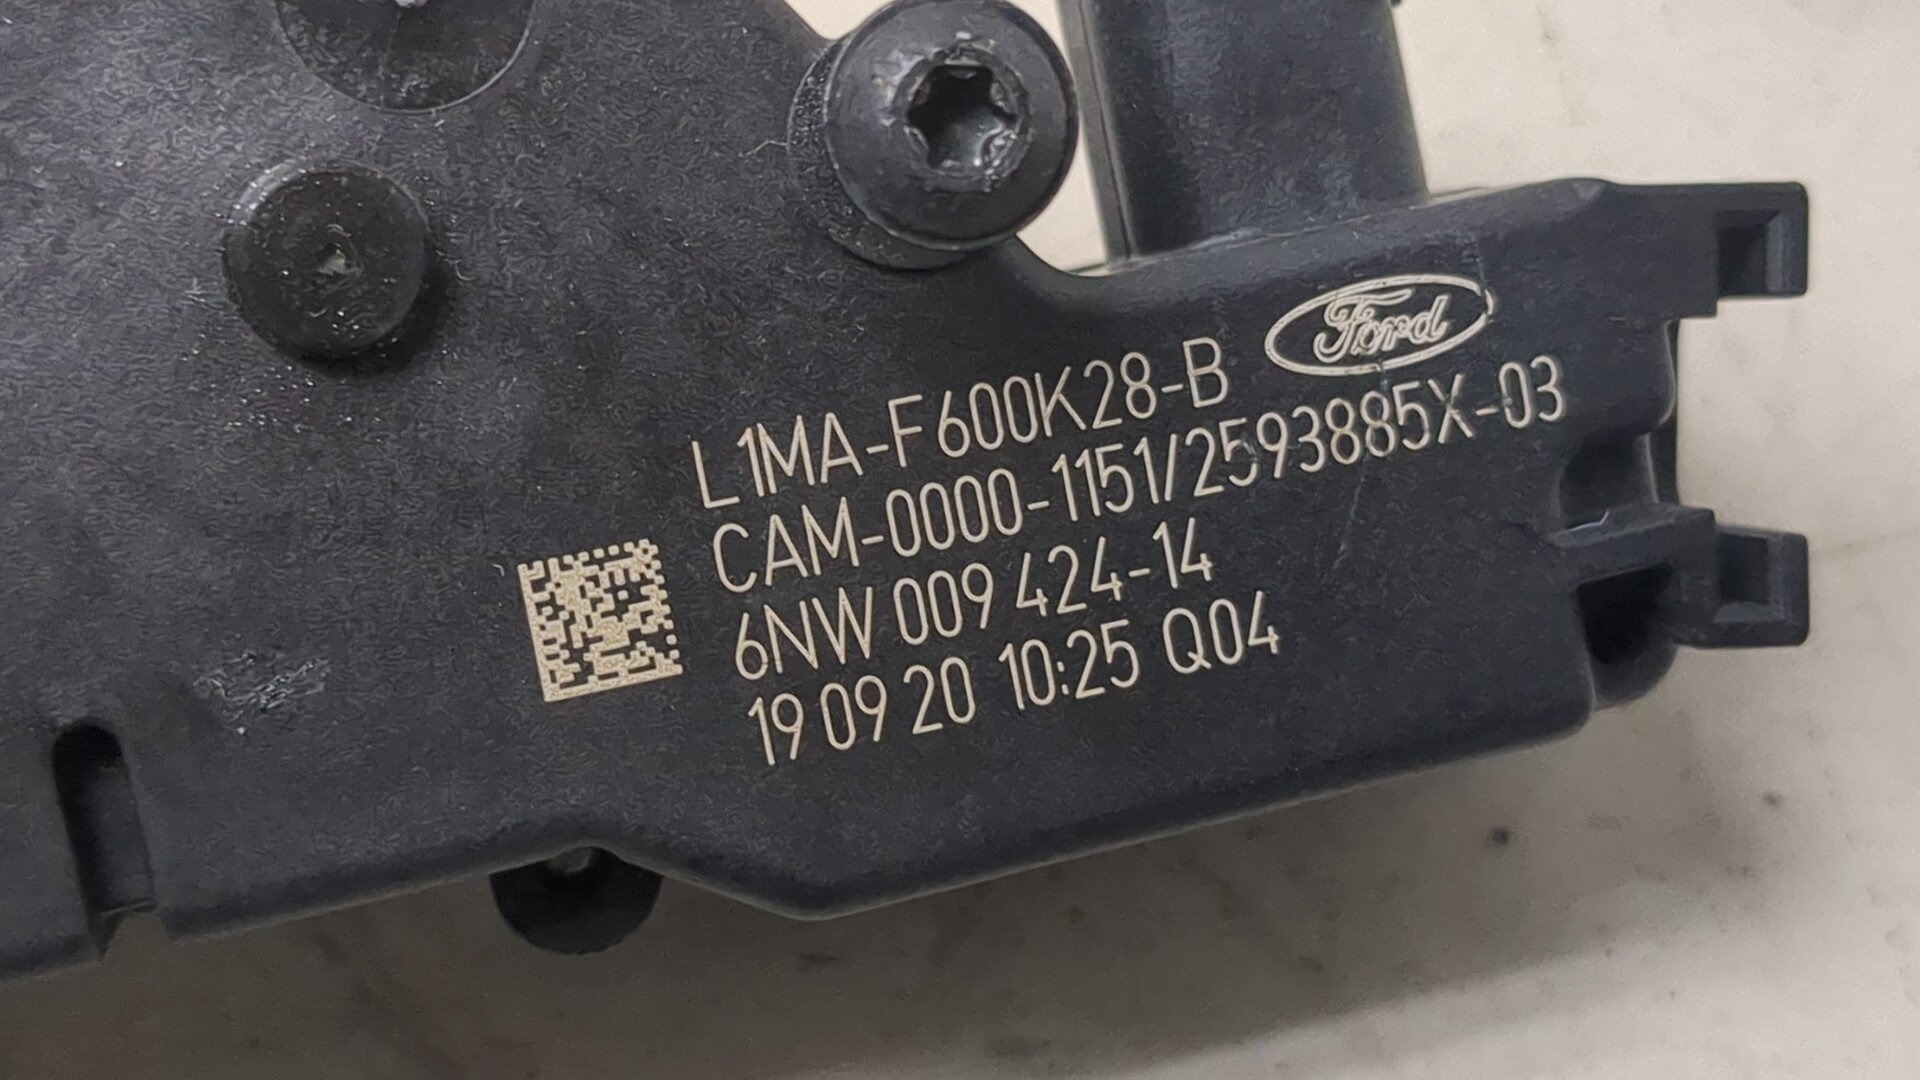 Ford
L1MA-F600K28-B
CAM-0000-1151/2593885X-03
6NW 009 424-14
19 09 20 10:25 Q04